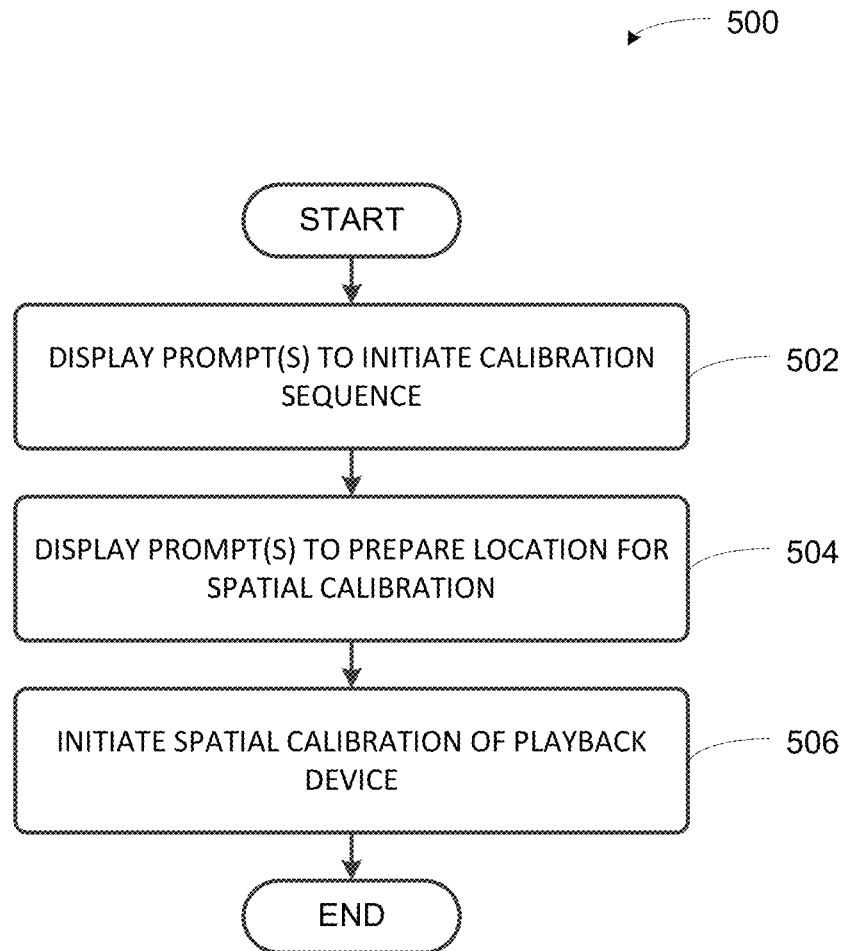 500
START
DISPLAY PROMPT(S) TO INITIATE CALIBRATION
SEQUENCE
502
DISPLAY PROMPT(S) TO PREPARE LOCATION FOR
SPATIAL CALIBRATION
504
INITIATE SPATIAL CALIBRATION OF PLAYBACK
DEVICE
506
END